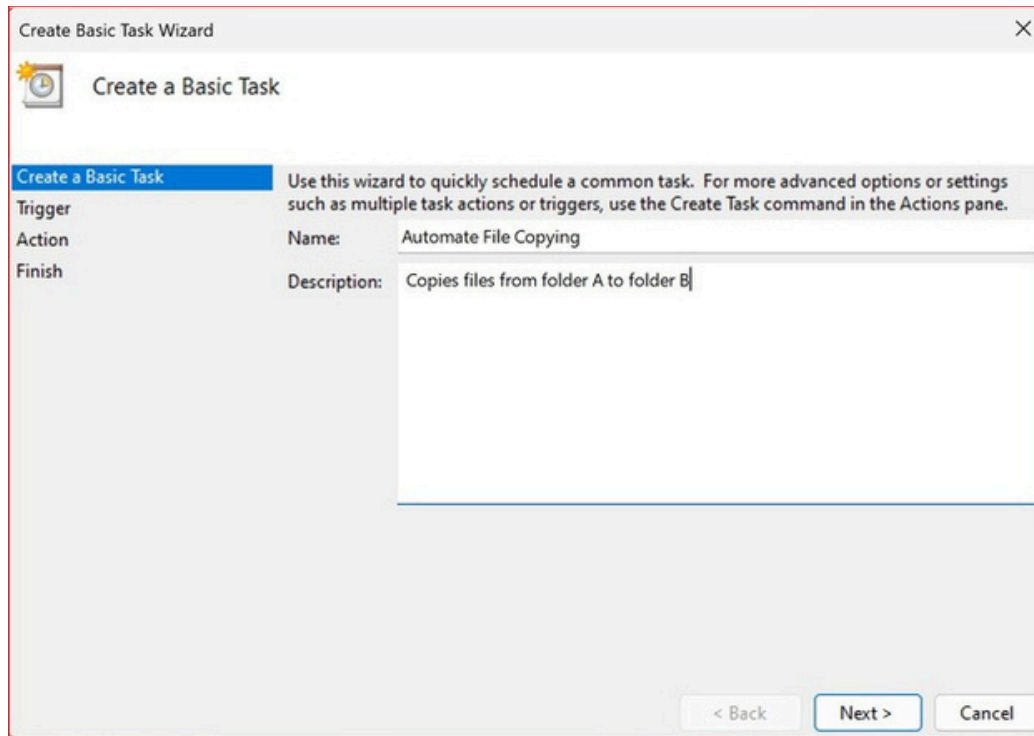 Create Basic Task Wizard
Create a Basic Task
Create a Basic Task
Trigger
Action
Finish
Use this wizard to quickly schedule a common task.  For more advanced options or settings
such as multiple task actions or triggers, use the Create Task command in the Actions pane.
Name: Automate File Copying
Description: Copies files from folder A to folder B
< Back Next > Cancel